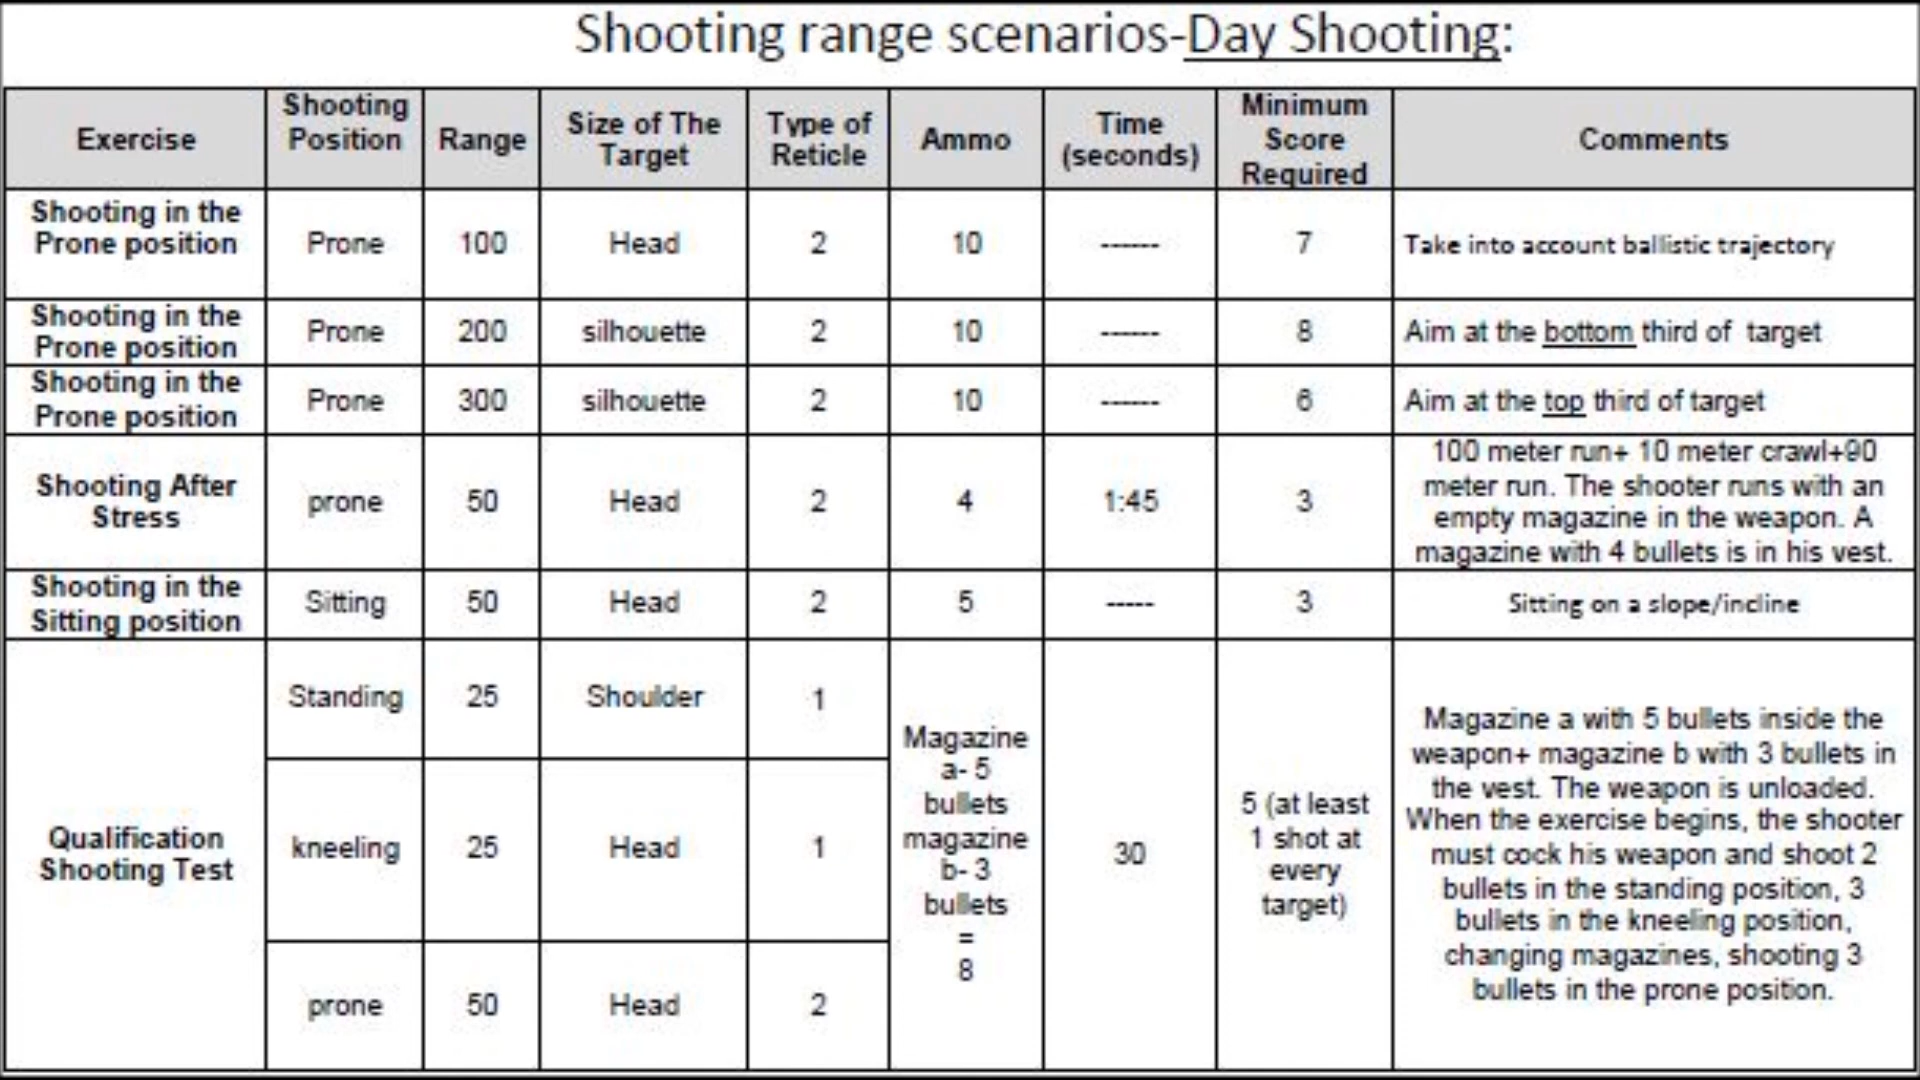 Shooting range scenarios-Day Shooting:
Exercise
Shooting
Position
Range
Size of The
Target
Type of
Reticle
Ammo
Time
(seconds)
Minimum
Score
Required
Comments
Shooting in the
Prone position
Prone
100
Head
2
10
------
7
Take into account ballistic trajectory
Shooting in the
Prone position
Prone
200
silhouette
2
10
------
8
Aim at the bottom third of target
Shooting in the
Prone position
Prone
300
silhouette
2
10
------
6
Aim at the top third of target
Shooting After
Stress
prone
50
Head
2
4
1:45
3
100 meter run+ 10 meter crawl+90
meter run. The shooter runs with an
empty magazine in the weapon. A
magazine with 4 bullets is in his vest.
Shooting in the
Sitting position
Sitting
50
Head
2
5
-----
3
Sitting on a slope/incline
Qualification
Shooting Test
Standing
25
Shoulder
1
kneeling
25
Head
1
prone
50
Head
2
Magazine
a- 5
bullets
magazine
b- 3
bullets
=
8
30
5 (at least
1 shot at
every
target)
Magazine a with 5 bullets inside the
weapon+ magazine b with 3 bullets in
the vest. The weapon is unloaded.
When the exercise begins, the shooter
must cock his weapon and shoot 2
bullets in the standing position, 3
bullets in the kneeling position,
changing magazines, shooting 3
bullets in the prone position.